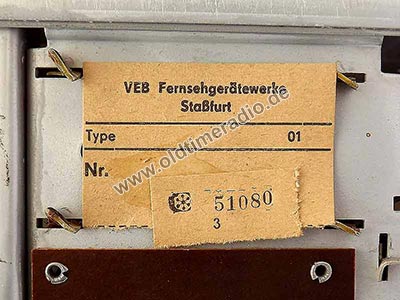 VEB Fernsehgerätewerke
Staßfurt
Type 01
Nr.
51080
3
www.oldtimeradio.de